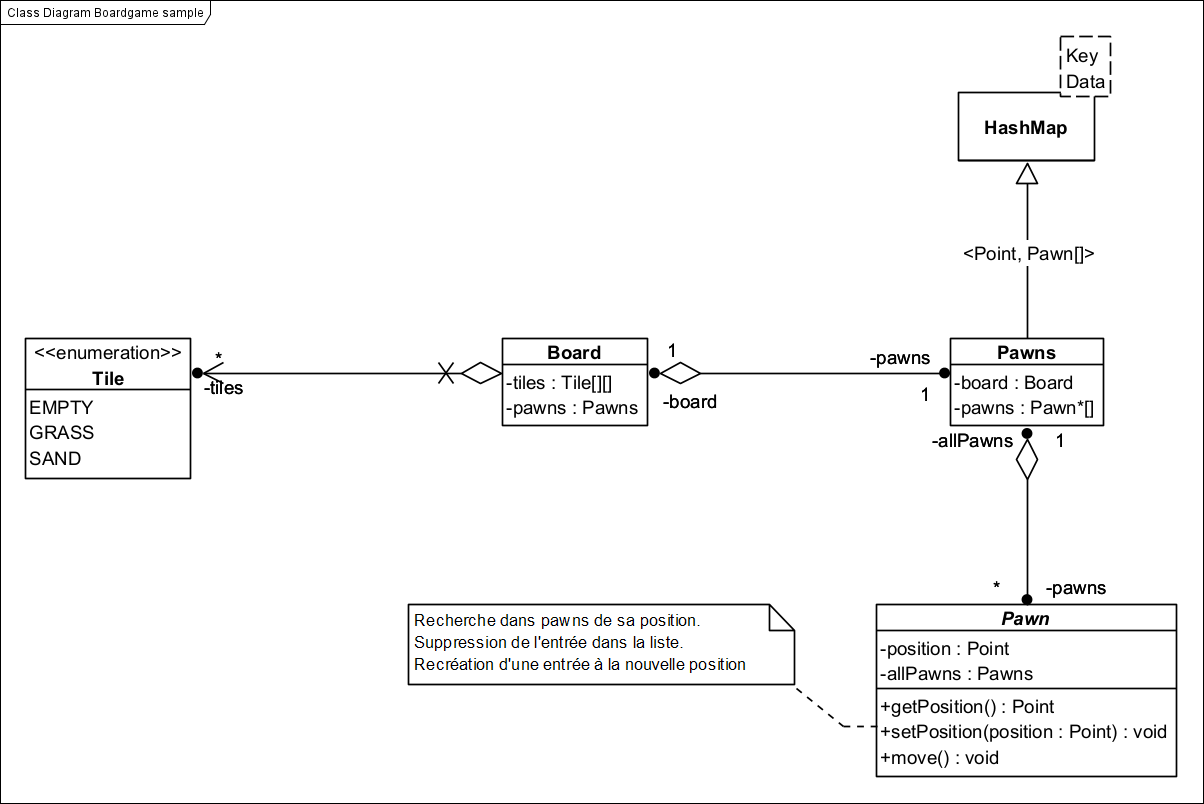 Class Diagram Boardgame sample
Key
Data
HashMap
<Point, Pawn[]>
<<enumeration>>
Tile
EMPTY
GRASS
SAND
*
-tiles
Board
-tiles : Tile[][]
-pawns : Pawns
1
-board
-pawns
1
Pawns
-board : Board
-pawns : Pawn*[]
-allPawns
1
*
-pawns
Recherche dans pawns de sa position.
Suppression de l'entrée dans la liste.
Recréation d'une entrée à la nouvelle position
Pawn
-position : Point
-allPawns : Pawns
+getPosition() : Point
+setPosition(position : Point) : void
+move() : void